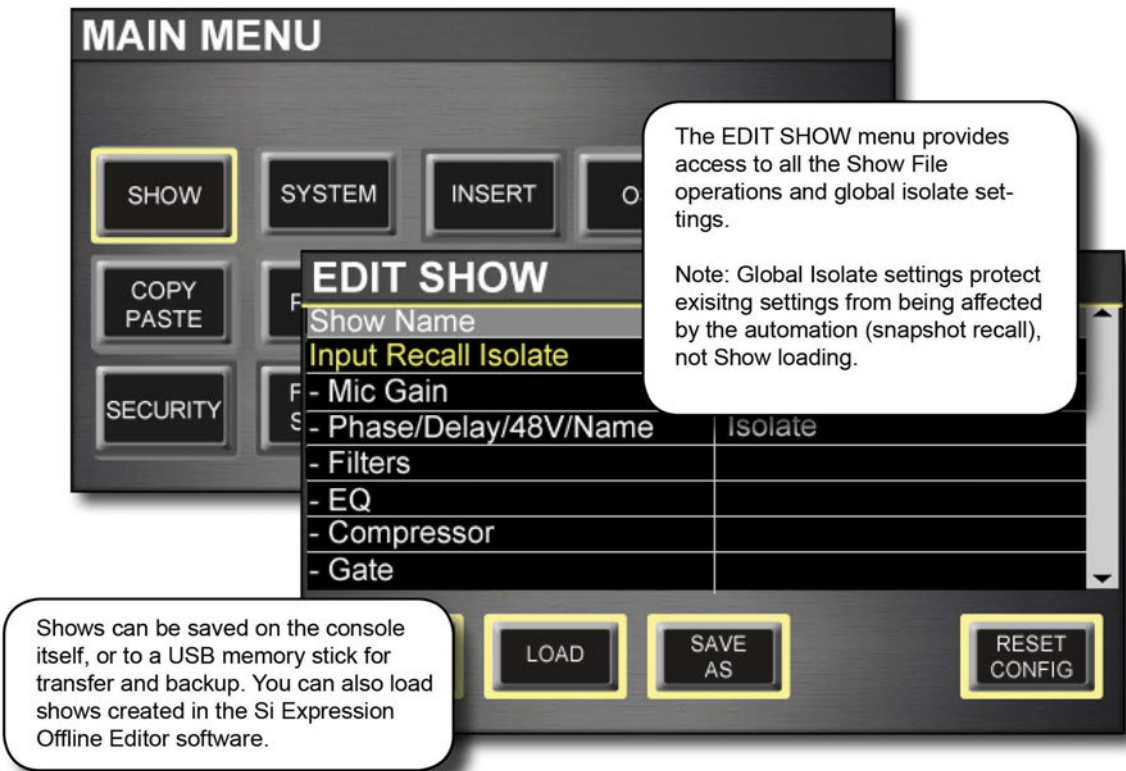 MAIN MENU
SHOW
SYSTEM
INSERT
COPY
PASTE
SECURITY
The EDIT SHOW menu provides
access to all the Show File
operations and global isolate set-
tings.
Note: Global Isolate settings protect
exisitng settings from being affected
by the automation (snapshot recall),
not Show loading.
EDIT SHOW
Show Name
Input Recall Isolate
- Mic Gain
- Phase/Delay/48V/Name Isolate
- Filters
- EQ
- Compressor
- Gate
LOAD
SAVE
AS
RESET
CONFIG
Shows can be saved on the console
itself, or to a USB memory stick for
transfer and backup. You can also load
shows created in the Si Expression
Offline Editor software.